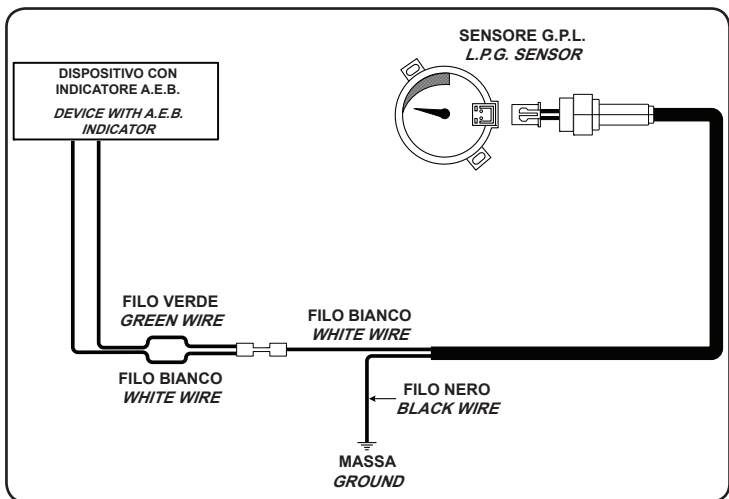 SENSORE G.P.L.
L.P.G. SENSOR
DISPOSITIVO CON
INDICATORE A.E.B.
DEVICE WITH A.E.B.
INDICATOR
FILO VERDE
GREEN WIRE
FILO BIANCO
WHITE WIRE
FILO BIANCO
WHITE WIRE
FILO NERO
BLACK WIRE
MASSA
GROUND